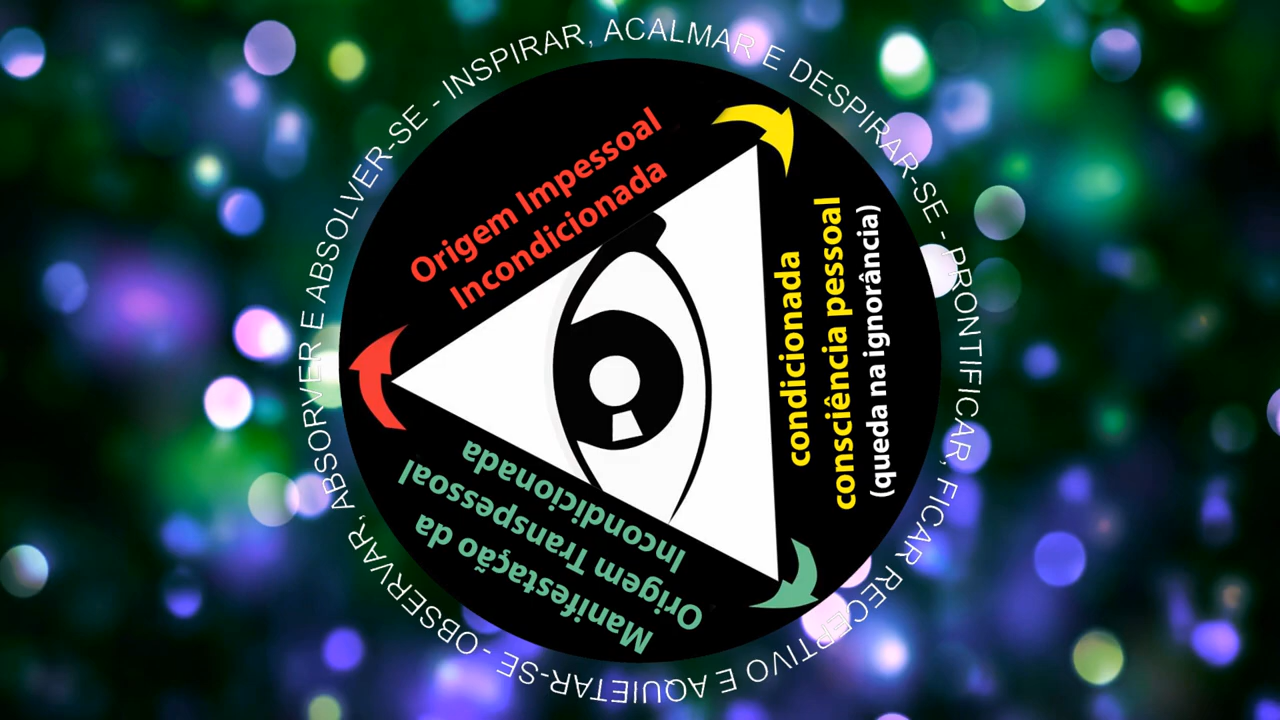 INSPIRAR, ACALMAR E DESPIRAR-SE - PRONTIFICAR, FICAR RECEPTIVO E AQUIETAR-SE - OBSERVAR, ABSORVER E ABSOLVER-SE -
Origem Impessoal
Incondicionada
condicionada
consciência pessoal
(queda na ignorância)
Manifestação da
Origem Transpessoal
Incondicionada